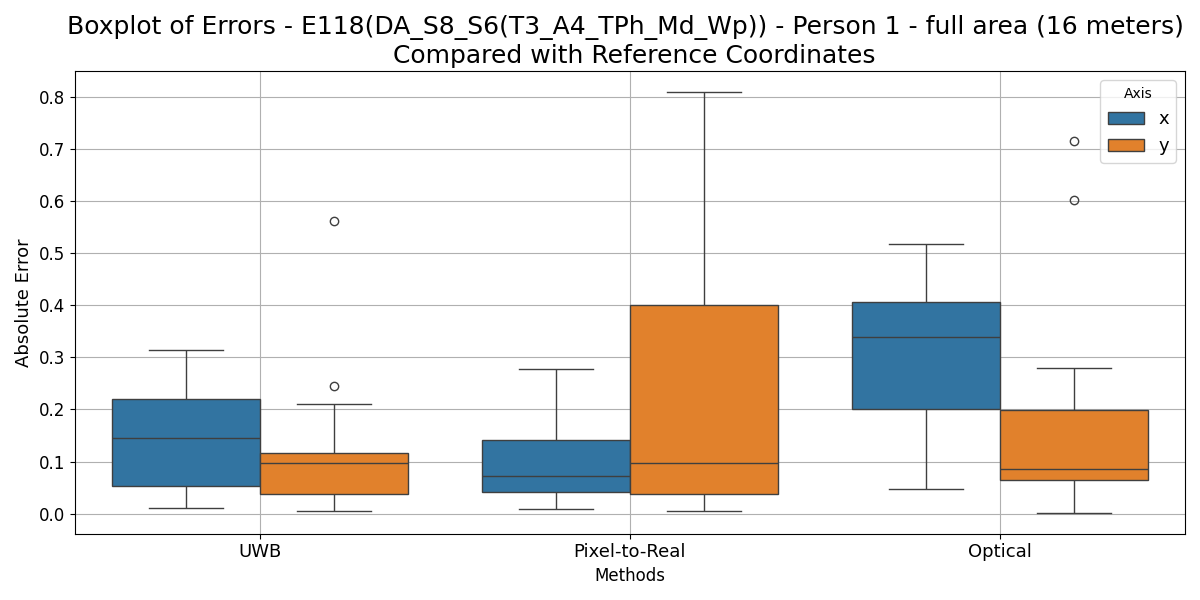 Boxplot of Errors - E118(DA_S8_S6(T3_A4_TPh_Md_Wp)) - Person 1 - full area (16 meters)
Compared with Reference Coordinates
Axis
x
y
0.8
0.7
0.6
0.5
0.4
0.3
0.2
0.1
0.0
Absolute Error
UWB
Pixel-to-Real
Optical
Methods